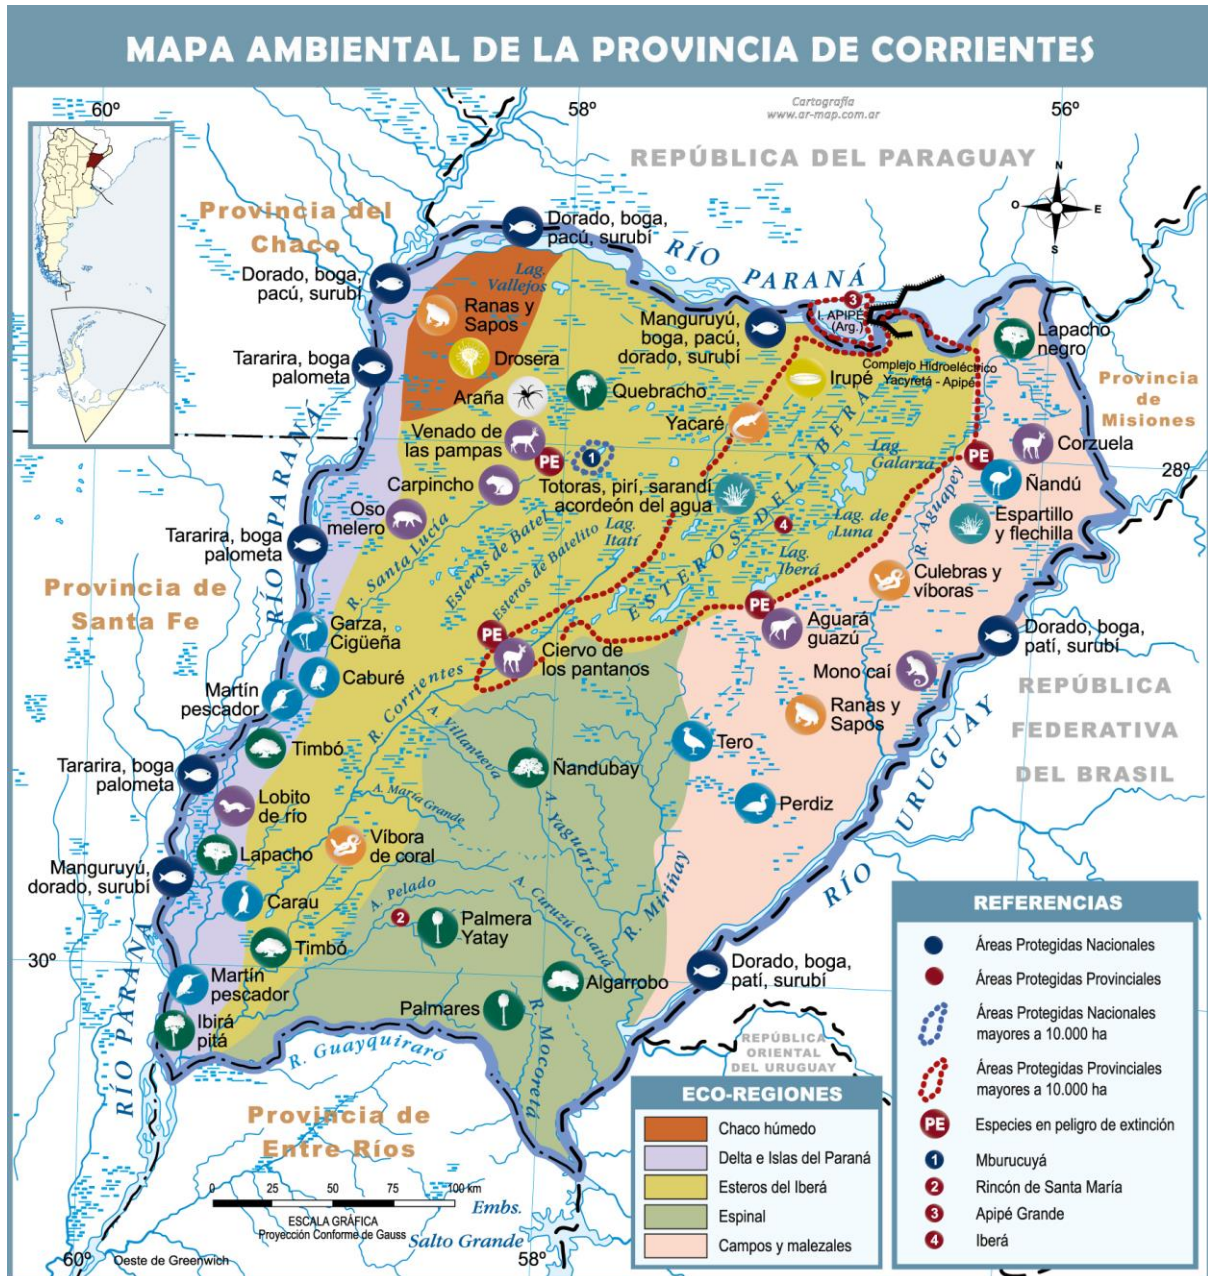 MAPA AMBIENTAL DE LA PROVINCIA DE CORRIENTES
60º
58º
56º
Cartografía
www.ar-map.com.ar
REPÚBLICA DEL PARAGUAY
N
O
E
S
Provincia del
Chaco
Dorado, boga,
pacú, surubí
RÍO PARANÁ
Dorado, boga,
pacú, surubí
Lag.
Vallejos
3
I. APIPÉ
(Arg.)
Ranas y
Sapos
Manguruyú,
boga, pacú,
dorado, surubí
Lapacho
negro
Drosera
Complejo Hidroeléctrico
Yacyretá - Apipé
Tararira, boga
palometa
Irupé
Provincia
de
Misiones
Araña
Quebracho
Yacaré
Venado de
las pampas
PE
1
Corzuela
Lag.
Galarza
PE
28º
Carpincho
Totoras, pirí, sarandí
acordeón del agua
Ñandú
Oso
melero
4
Lag. de
Luna
R. Aguapey
Espartillo
y flechilla
Tararira, boga
palometa
RÍO PARANÁ
R. Santa Lucía
Esteros de Batel
Esteros de Batelito
Lag.
Itatí
ESTEROS DEL IBERÁ
Lag.
Iberá
Culebras y
víboras
Provincia de
Santa Fe
Garza,
Cigüeña
PE
PE
Aguará
guazú
Dorado, boga,
patí, surubí
Ciervo de
los pantanos
Caburé
Mono caí
Martín
pescador
R. Corrientes
A. Villanueva
Ranas y
Sapos
REPÚBLICA
FEDERATIVA
DEL BRASIL
Timbó
Tero
Tararira, boga
palometa
Ñandubay
RÍO URUGUAY
Lobito
de río
A. María Grande
A. Yaguarí
Perdiz
Víbora
de coral
Lapacho
Manguruyú,
dorado, surubí
A. Pelado
A. Curuzú Cuatiá
R. Miriñay
Carau
2
Palmera
Yatay
Timbó
30º
Dorado, boga,
patí, surubí
Martín
pescador
Algarrobo
Palmares
Ibirá
pitá
RÍO PARANÁ
R. Guayquiraró
R. Mocoretá
REPÚBLICA
ORIENTAL
DEL URUGUAY
Provincia de
Entre Ríos
0 25 50 75 100 km
ESCALA GRÁFICA
Proyección Conforme de Gauss
Embs.
Salto Grande
60º
Oeste de Greenwich
58º
ECO-REGIONES
Chaco húmedo
Delta e Islas del Paraná
Esteros del Iberá
Espinal
Campos y malezales
REFERENCIAS
Áreas Protegidas Nacionales
Áreas Protegidas Provinciales
Áreas Protegidas Nacionales
mayores a 10.000 ha
Áreas Protegidas Provinciales
mayores a 10.000 ha
PE Especies en peligro de extinción
1 Mburucuyá
2 Rincón de Santa María
3 Apipé Grande
4 Iberá